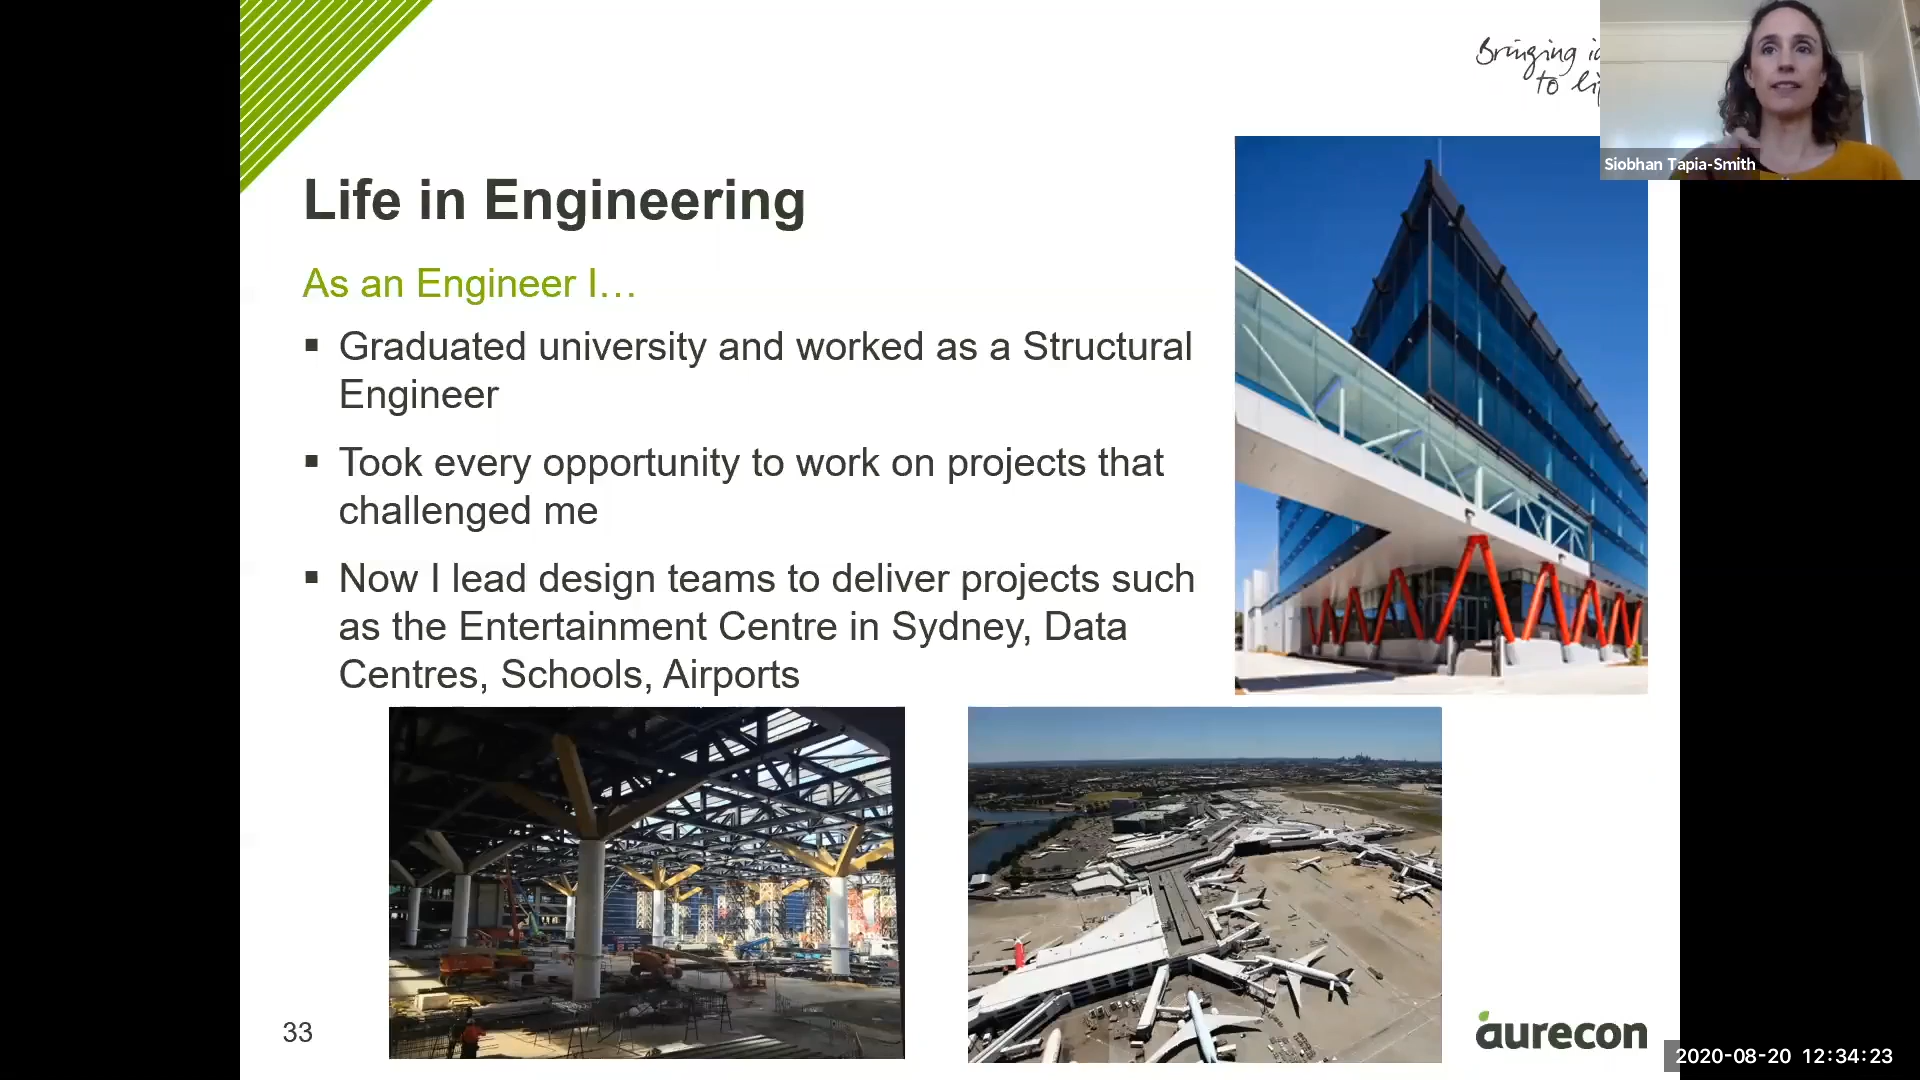 Bringing
to
Siobhan Tapia-Smith
Life in Engineering
As an Engineer I…
▪ Graduated university and worked as a Structural
Engineer
▪ Took every opportunity to work on projects that
challenged me
▪ Now I lead design teams to deliver projects such
as the Entertainment Centre in Sydney, Data
Centres, Schools, Airports
33
aurecon
2020-08-20 12:34:23